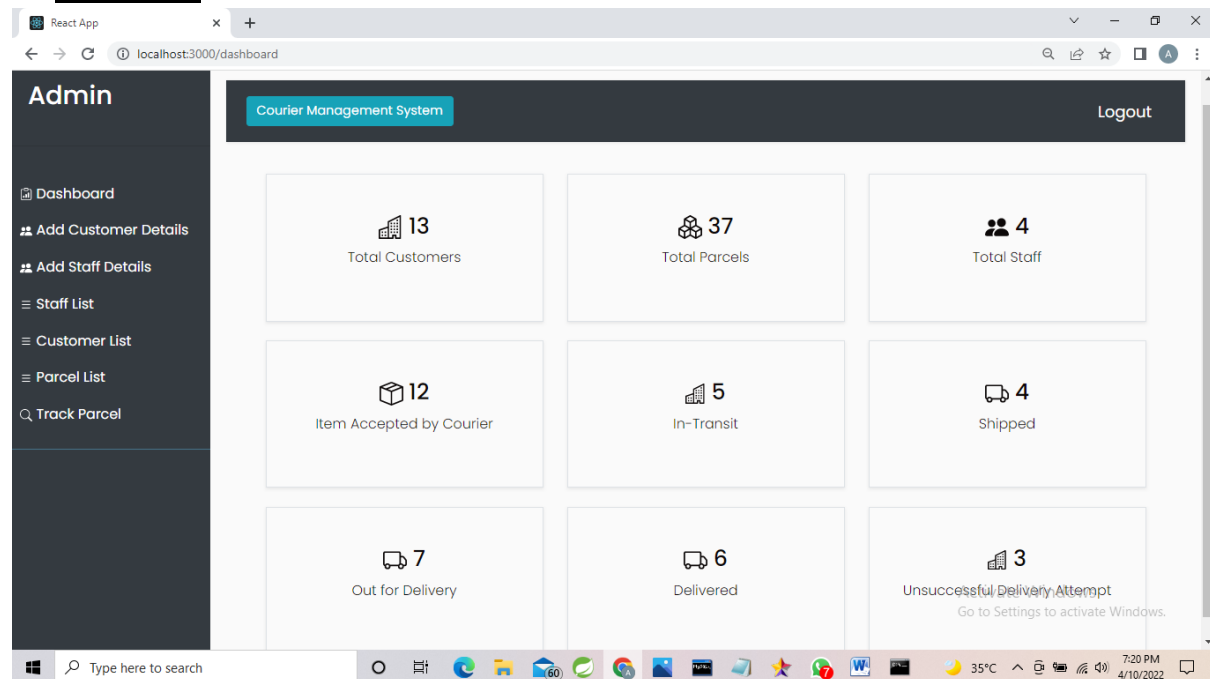 React App
localhost:3000/dashboard
A
Admin
Courier Management System
Logout
Dashboard
Add Customer Details
Add Staff Details
Staff List
Customer List
Parcel List
Track Parcel
13
Total Customers
37
Total Parcels
4
Total Staff
12
Item Accepted by Courier
5
In-Transit
4
Shipped
7
Out for Delivery
6
Delivered
3
Unsuccessful Delivery Attempt
Activate Windows
Go to Settings to activate Windows.
Type here to search
60
7
W
35°C
7:20 PM
4/10/2022